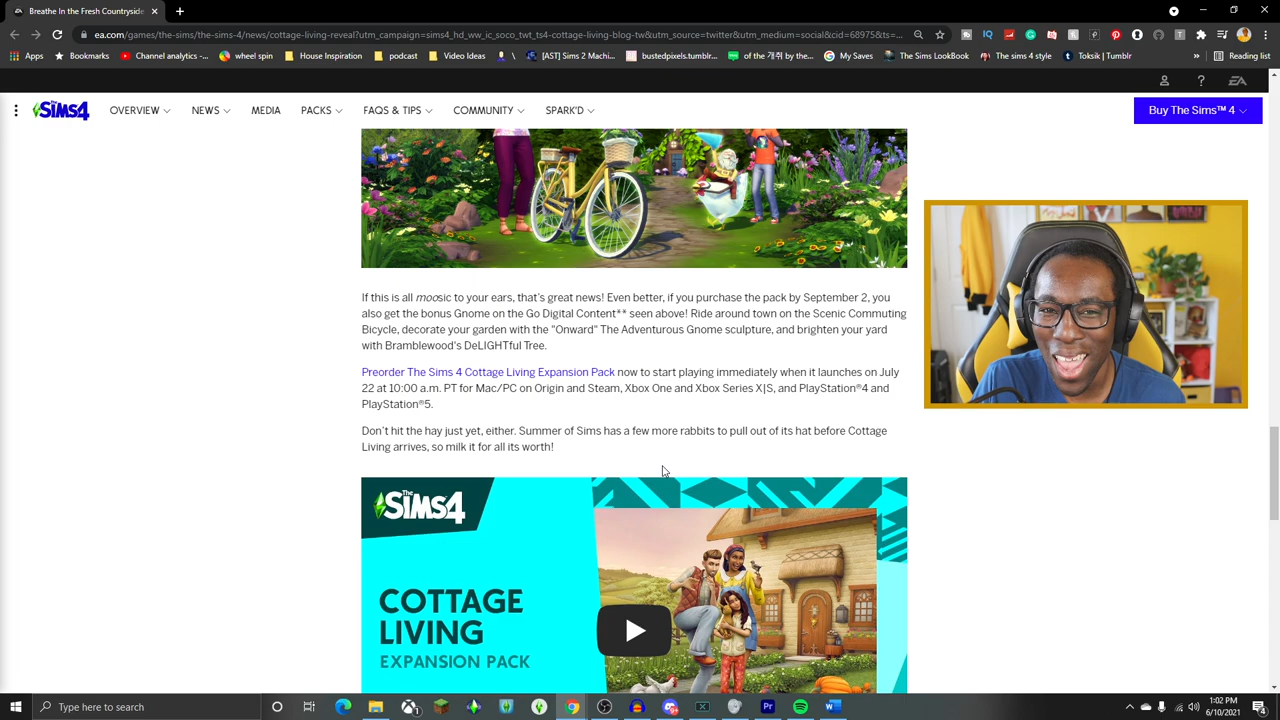 Breathe in the Countryside
ea.com/games/the-sims/the-sims-4/news/cottage-living-reveal?utm_campaign=sims4_hd_ww_ic_soco_twt_ts4-cottage-living-blog-tw&utm_source=twitter&utm_medium=social&cid=68975&ts=...
Apps Bookmarks Channel analytics -... wheel spin COLOUR WHEELS [AST] Sims 2 Animati... bustedpixels.tumblr... of the green wi... My Saves The Sims Lookbook... The sims 4 style Toksik | Tumblr » Reading list
EA
The Sims 4 OVERVIEW NEWS MEDIA PACKS FAQS & TIPS COMMUNITY SPARK'D Buy The Sims™ 4
If this is all moosic to your ears, that's great news! Even better, if you purchase the pack by September 2, you
also get the bonus Gnome on the Go Digital Content** seen above! Ride around town on the Scenic Commuting
Bicycle, decorate your garden with the "Onward" The Adventurous Gnome sculpture, and brighten your yard
with Bramblewood's DeLIGHTful Tree.
Preorder The Sims 4 Cottage Living Expansion Pack now to start playing immediately when it launches on July
22 at 10:00 a.m. PT for Mac/PC on Origin and Steam, Xbox One and Xbox Series X|S, and PlayStation®4 and
PlayStation®5.
Don't hit the hay just yet, either. Summer of Sims has a few more rabbits to pull out of its hat before Cottage
Living arrives, so milk it for all its worth!
The Sims 4
COTTAGE
LIVING
EXPANSION PACK
Type here to search
1:02 PM
6/10/2021